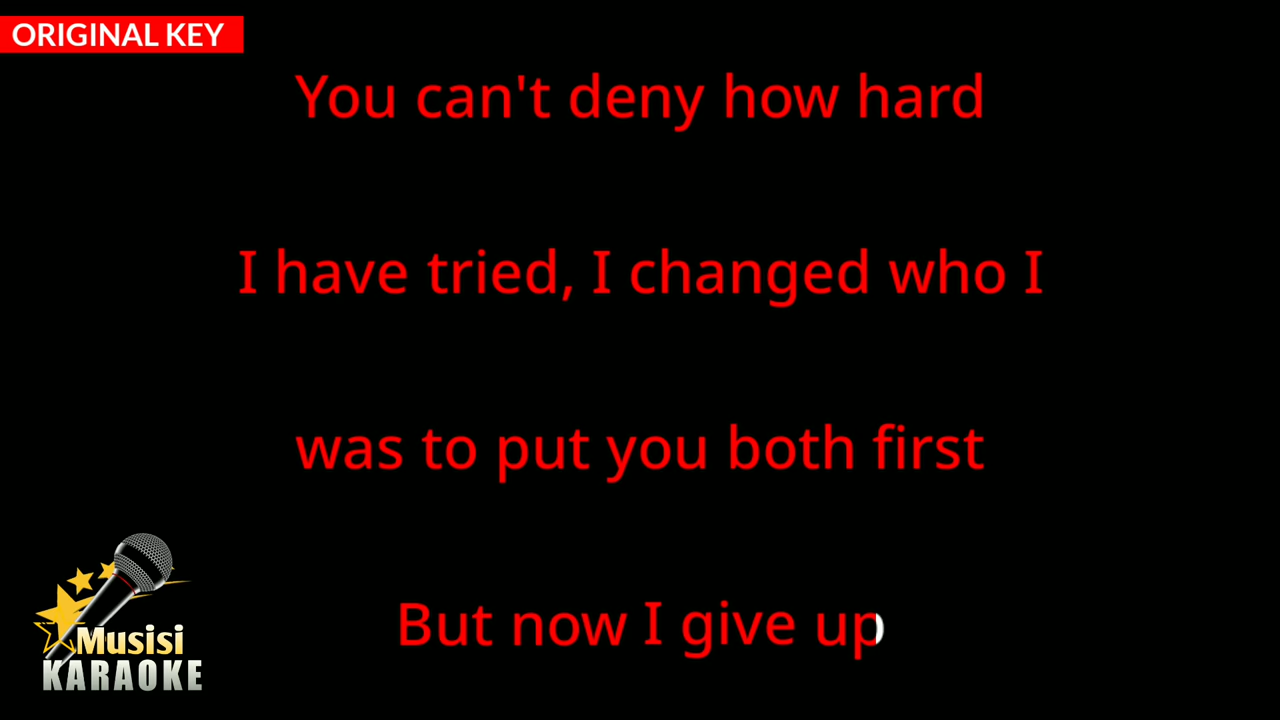 ORIGINAL KEY
You can't deny how hard
I have tried, I changed who I
was to put you both first
But now I give up
Musisi
KARAOKE